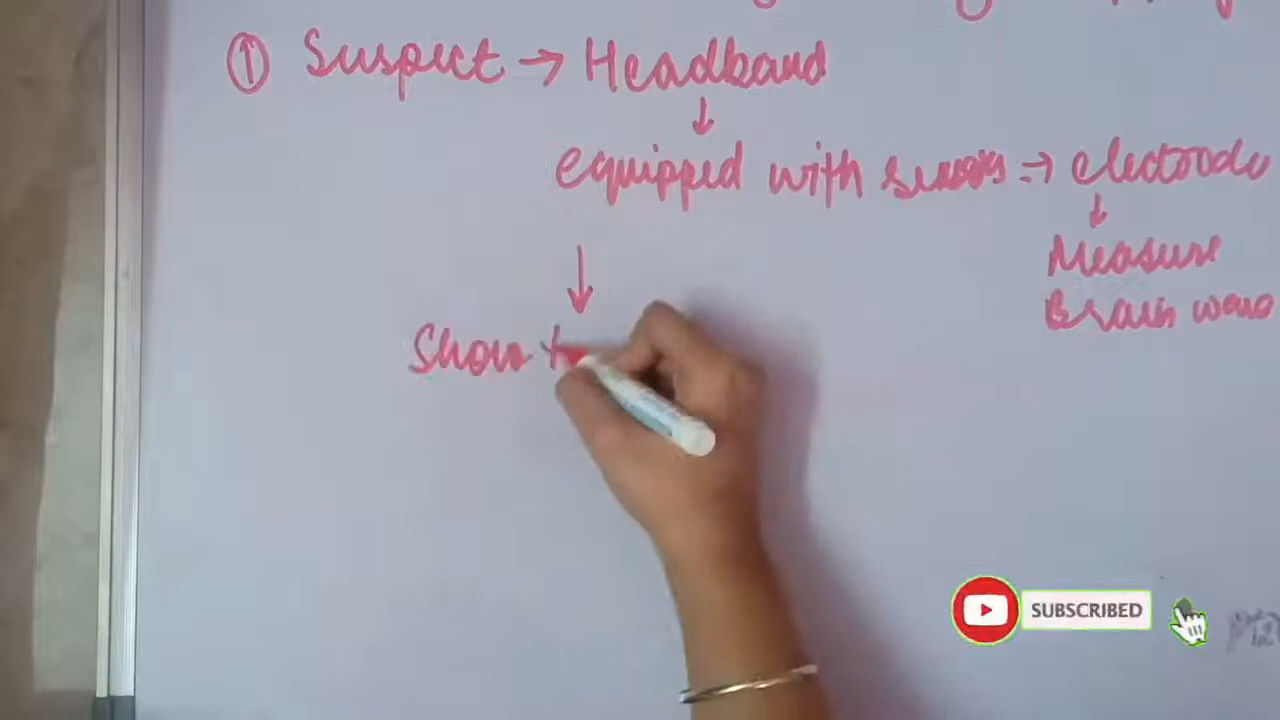 ① Suspect → Headband
↓
equipped with sensors → electrode
↓
Measure
Brain wave
↓
Show t
SUBSCRIBED